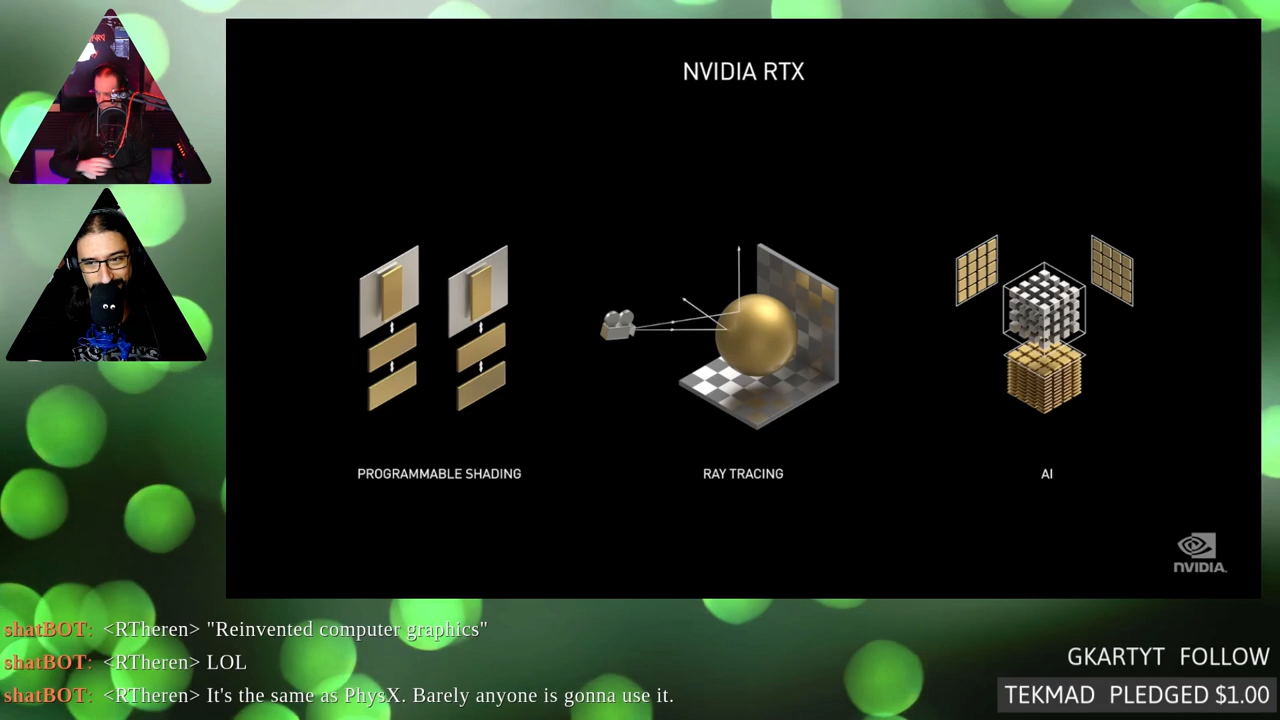 NVIDIA RTX
PROGRAMMABLE SHADING
RAY TRACING
AI
NVIDIA.
shatBOT: <RTheren> "Reinvented computer graphics"
shatBOT: <RTheren> LOL
shatBOT: <RTheren> It's the same as PhysX. Barely anyone is gonna use it.
GKARTYT FOLLOW
TEKMAD PLEDGED $1.00